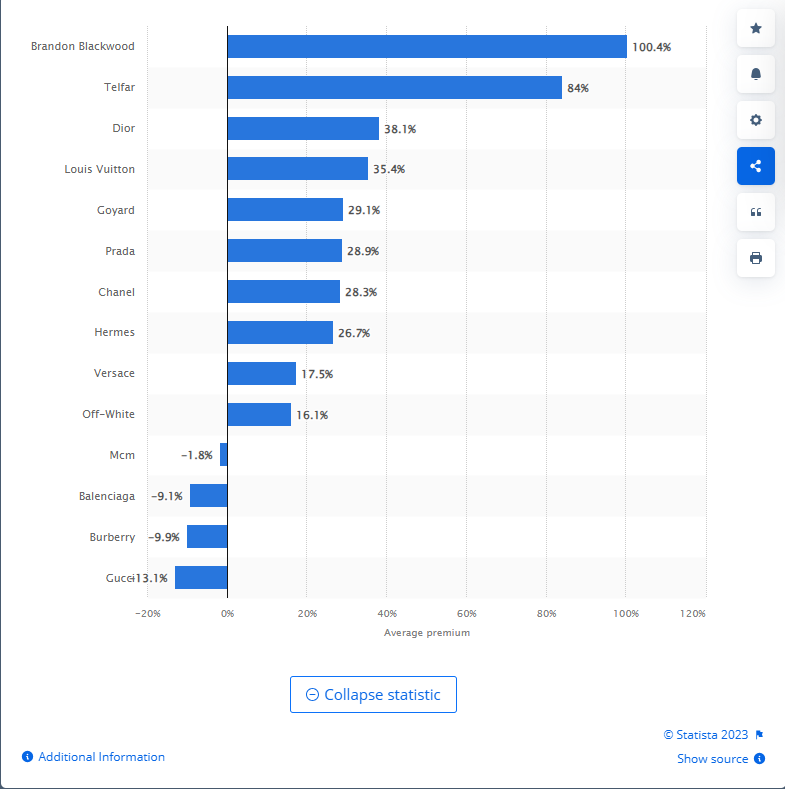 Brandon Blackwood 100.4%
Telfar 84%
Dior 38.1%
Louis Vuitton 35.4%
Goyard 29.1%
Prada 28.9%
Chanel 28.3%
Hermes 26.7%
Versace 17.5%
Off-White 16.1%
Mcm -1.8%
Balenciaga -9.1%
Burberry -9.9%
Gucci -13.1%
-20% 0% 20% 40% 60% 80% 100% 120%
Average premium
Collapse statistic
© Statista 2023
Additional Information
Show source